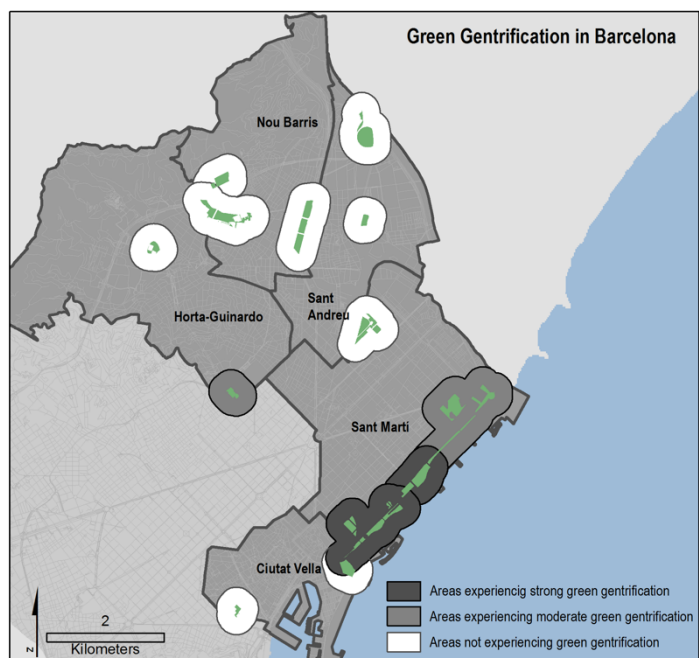 Green Gentrification in Barcelona
Nou Barris
Horta-Guinardo
Sant
Andreu
Sant Martí
Ciutat Vella
Areas experiencig strong green gentrification
Areas experiencing moderate green gentrification
Areas not experiencing green gentrification
2
Kilometers
z